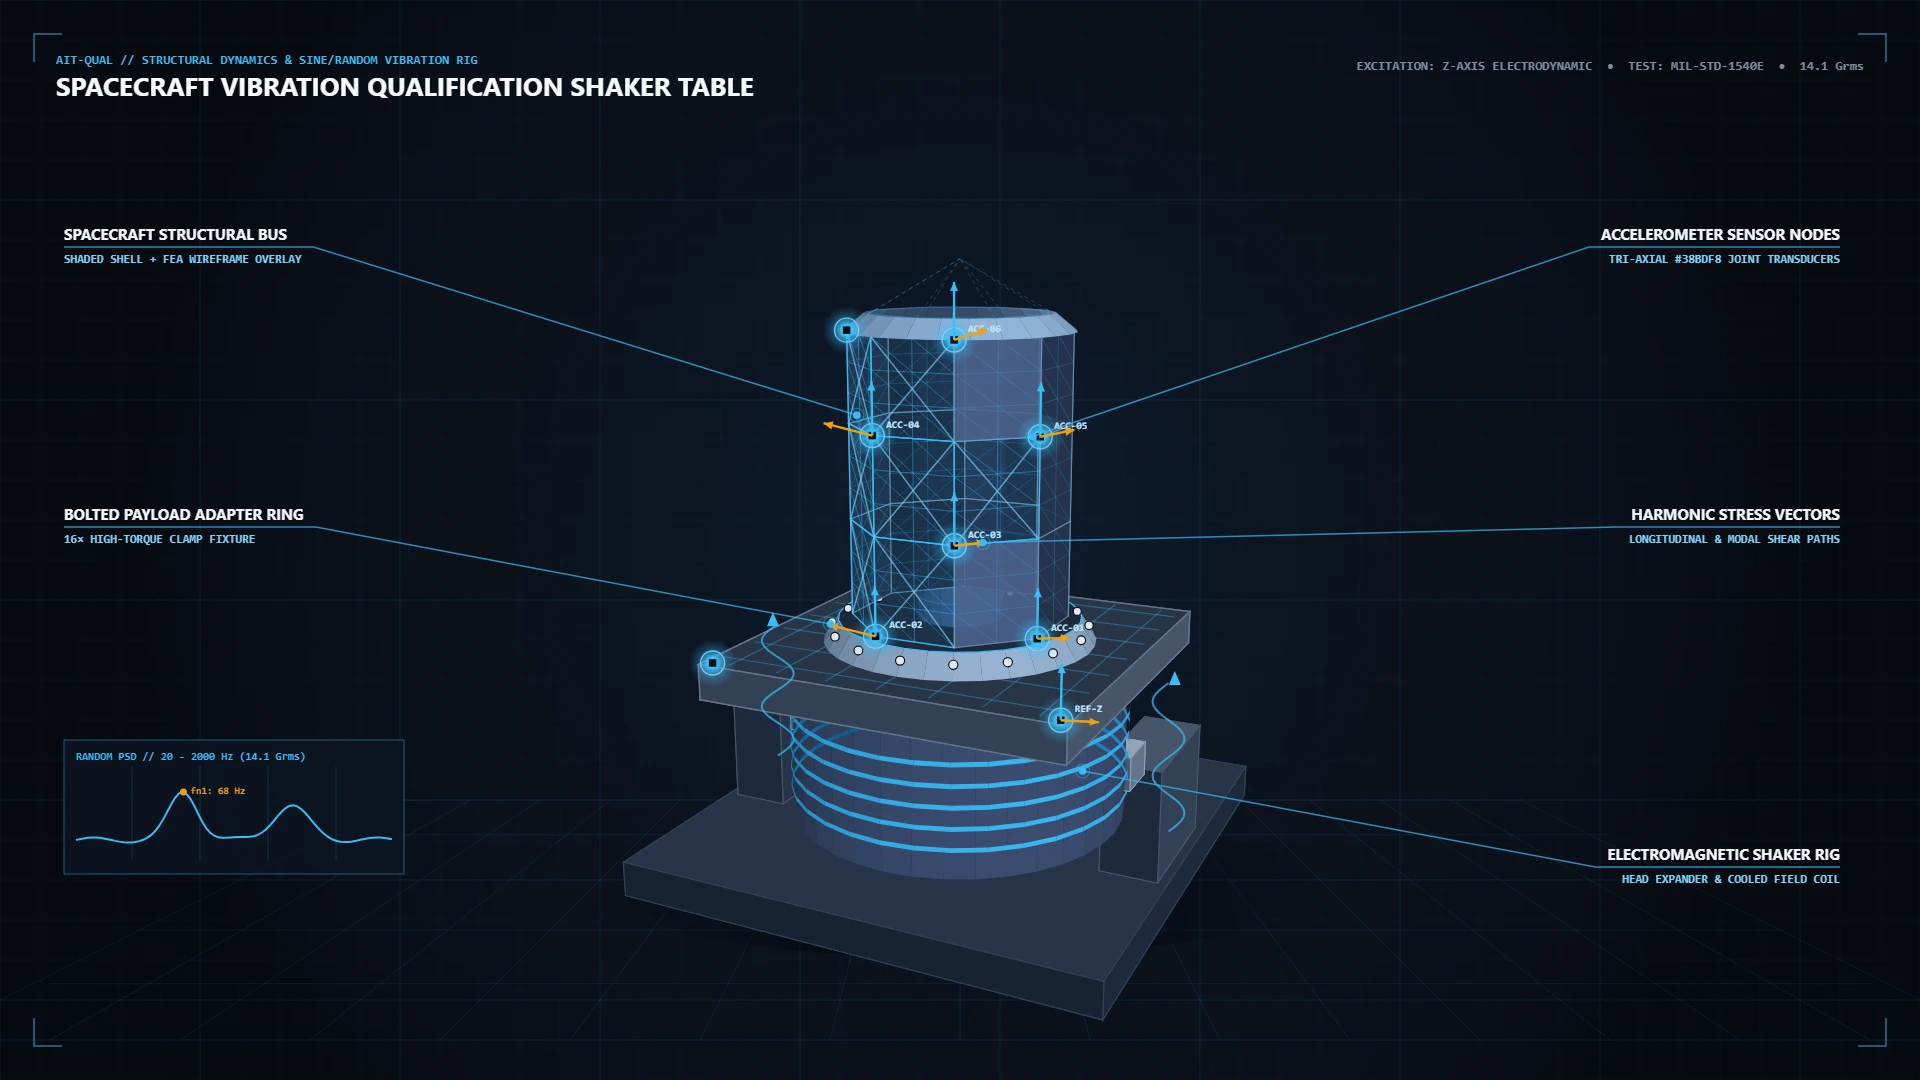 AIT-QUAL // STRUCTURAL DYNAMICS & SINE/RANDOM VIBRATION RIG
SPACECRAFT VIBRATION QUALIFICATION SHAKER TABLE
EXCITATION: Z-AXIS ELECTRODYNAMIC ● TEST: MIL-STD-1540E ● 14.1 Grms
SPACECRAFT STRUCTURAL BUS
SHADED SHELL + FEA WIREFRAME OVERLAY
ACCELEROMETER SENSOR NODES
TRI-AXIAL #38BDF8 JOINT TRANSDUCERS
ACC-06
ACC-04
ACC-05
BOLTED PAYLOAD ADAPTER RING
16× HIGH-TORQUE CLAMP FIXTURE
HARMONIC STRESS VECTORS
LONGITUDINAL & MODAL SHEAR PATHS
ACC-03
ACC-02
ACC-01
REF-Z
RANDOM PSD // 20 - 2000 Hz (14.1 Grms)
fn1: 68 Hz
ELECTROMAGNETIC SHAKER RIG
HEAD EXPANDER & COOLED FIELD COIL